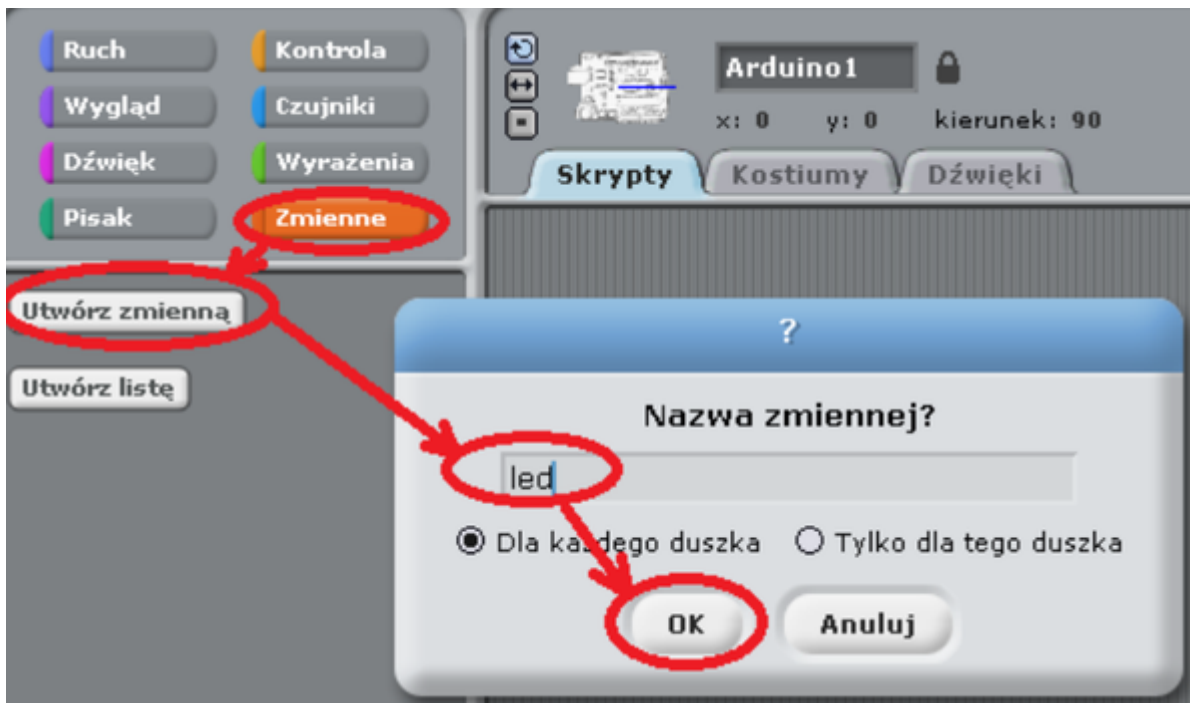 Ruch Kontrola
Wygląd Czujniki
Dźwięk Wyrażenia
Pisak Zmienne
Utwórz zmienną
Utwórz listę
Arduino1
x: 0 y: 0 kierunek: 90
Skrypty Kostiumy Dźwięki
?
Nazwa zmiennej?
led
Dla każdego duszka Tylko dla tego duszka
OK Anuluj